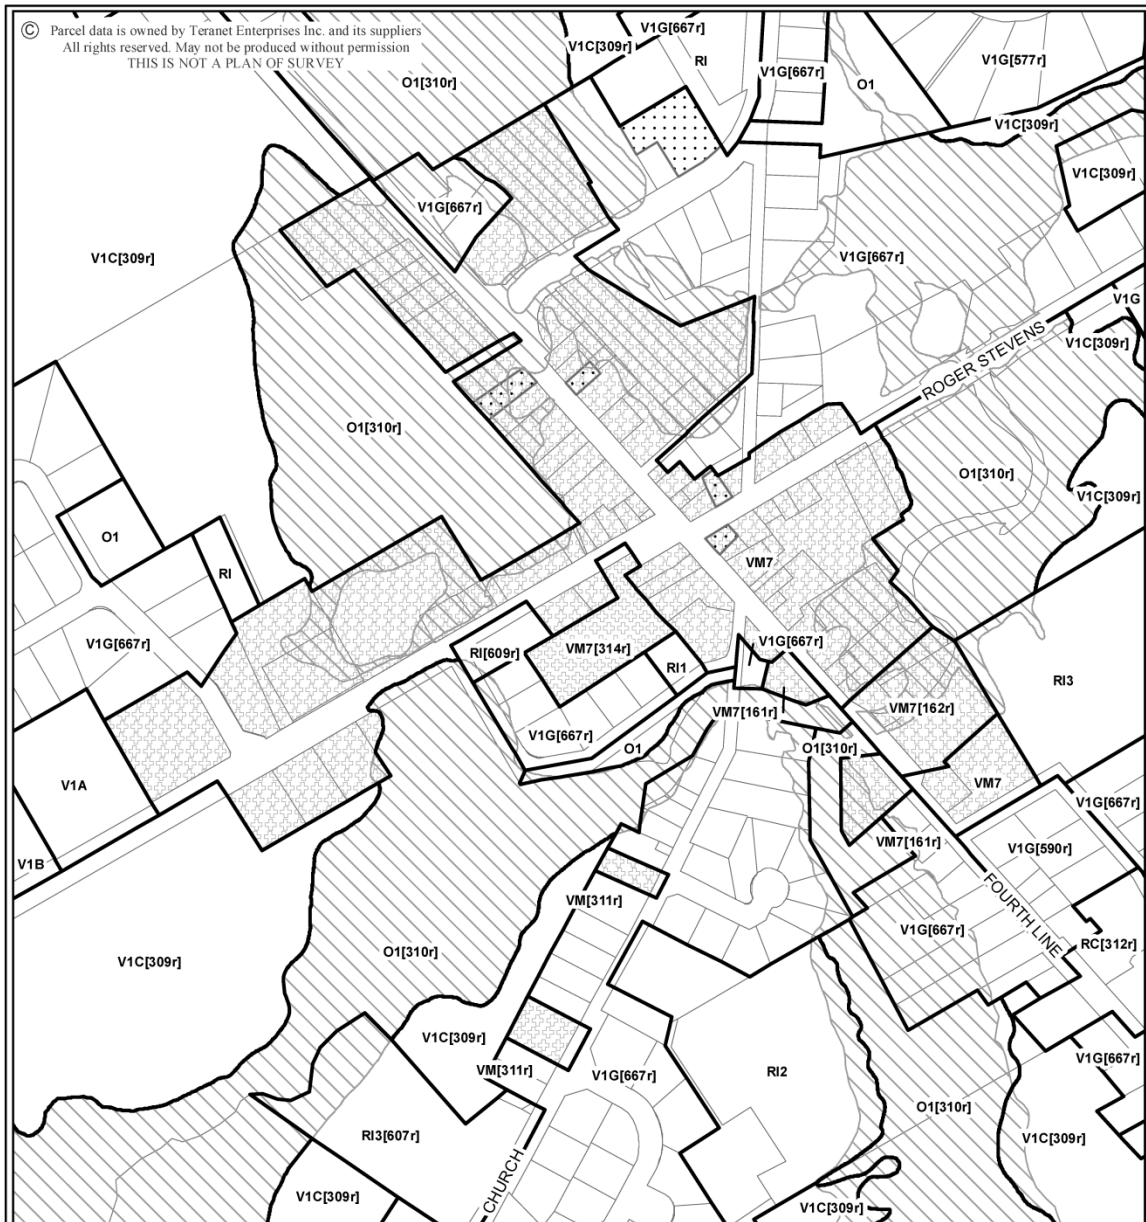 © Parcel data is owned by Teranet Enterprises Inc. and its suppliers
All rights reserved. May not be produced without permission
THIS IS NOT A PLAN OF SURVEY
V1G[667r]
V1C[309r]
RI
V1G[667r]
V1G[577r]
O1[310r]
O1
V1C[309r]
V1C[309r]
V1G[667r]
V1C[309r]
V1G[667r]
V1G
ROGER STEVENS
V1C[309r]
O1[310r]
O1[310r]
V1C[309r]
O1
VM7
RI
V1G[667r]
V1G[667r]
RI[609r]
VM7[314r]
RI1
RI3
VM7[162r]
VM7[161r]
V1G[667r]
O1
O1[310r]
V1A
VM7
V1G[667r]
VM7[161r]
V1G[590r]
V1B
FOURTH LINE
VM[311r]
V1G[667r]
RC[312r]
O1[310r]
V1C[309r]
V1C[309r]
VM[311r]
V1G[667r]
RI2
V1G[667r]
O1[310r]
RI3[607r]
V1C[309r]
CHURCH
V1C[309r]
V1C[309r]